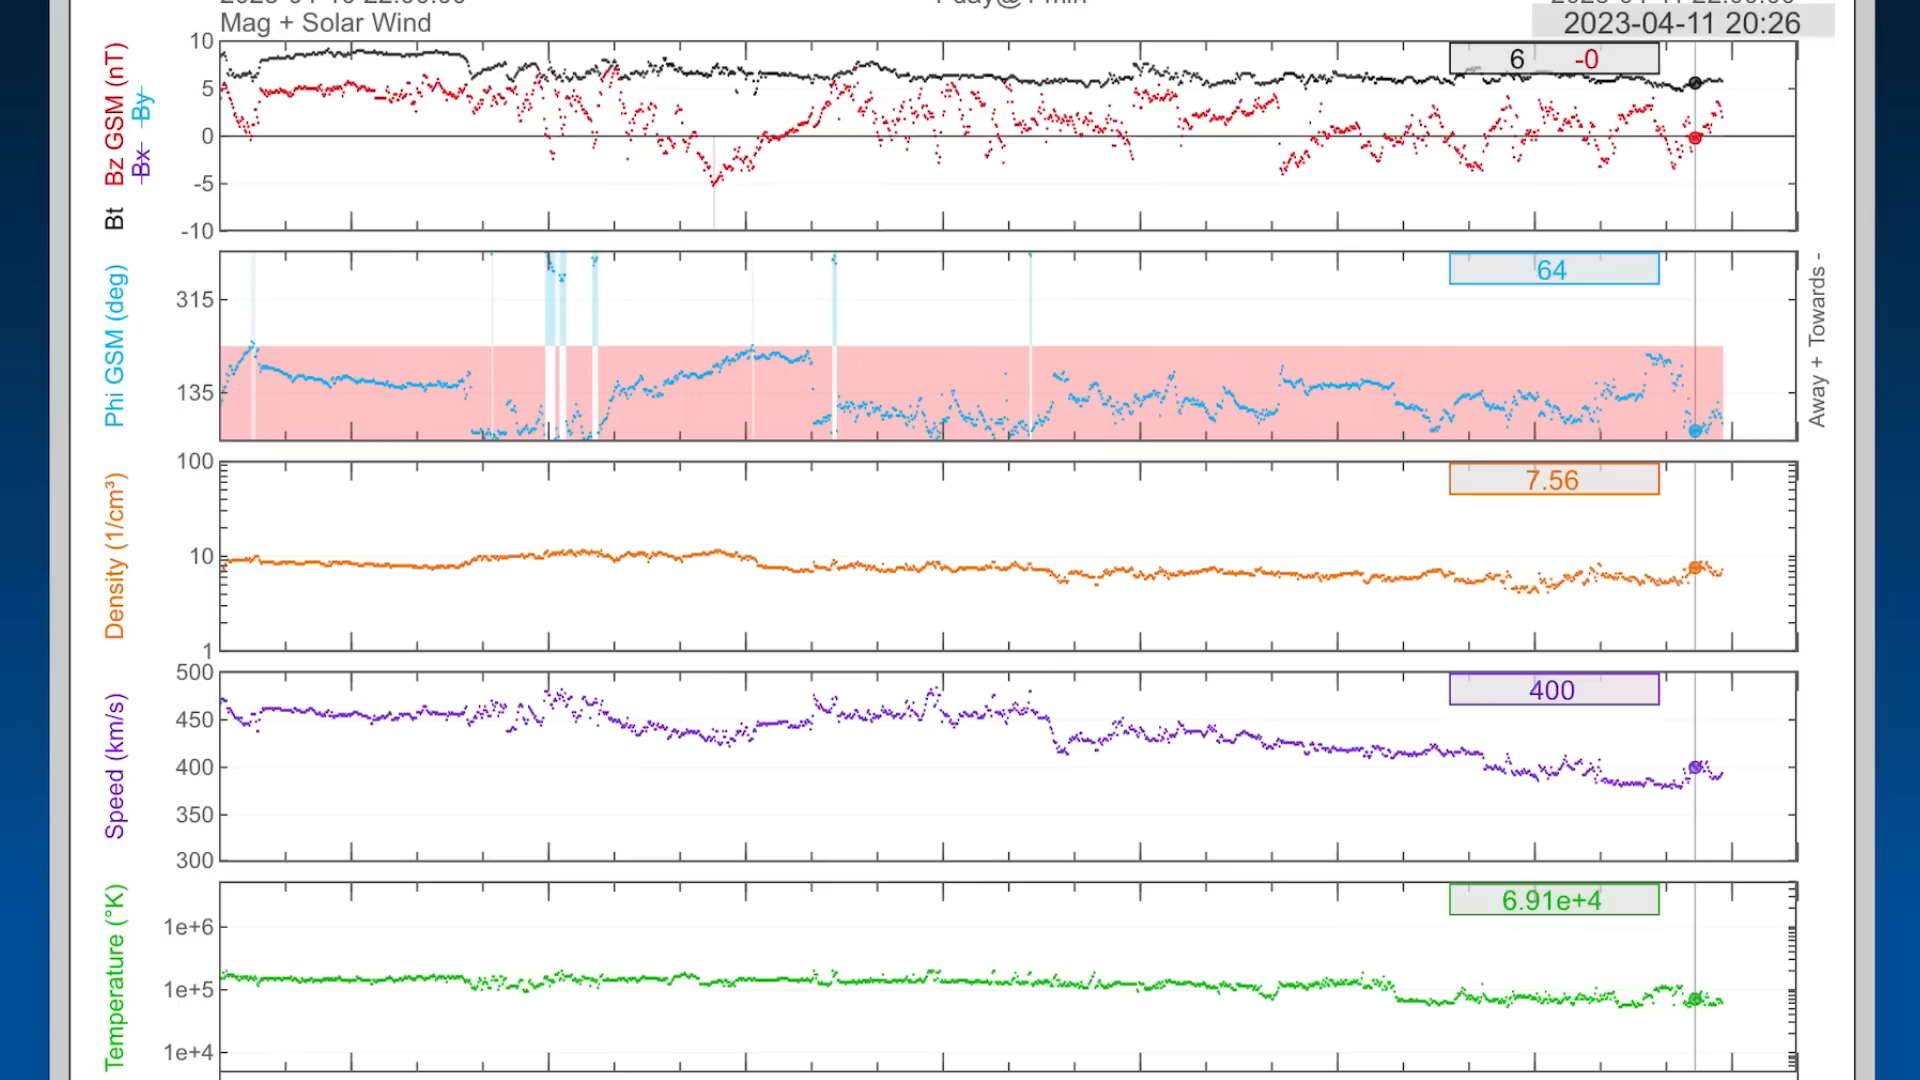 Mag + Solar Wind
2023-04-11 20:26
10
5
0
-5
-10
Bt Bz GSM (nT)
Bx By
6 -0
315
135
Phi GSM (deg)
64
Away + Towards -
100
10
1
Density (1/cm³)
7.56
500
450
400
350
300
Speed (km/s)
400
1e+6
1e+5
1e+4
Temperature (°K)
6.91e+4